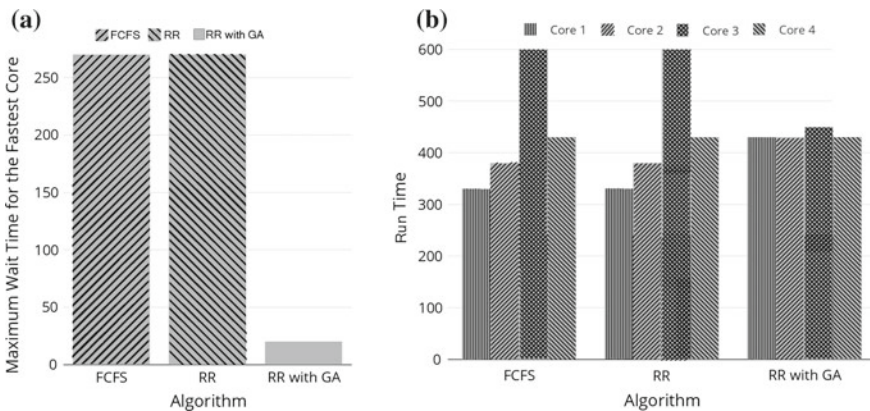 (a)
FCFS RR RR with GA
Maximum Wait Time for the Fastest Core
250
200
150
100
50
0
FCFS RR RR with GA
Algorithm
(b)
Core 1 Core 2 Core 3 Core 4
Run Time
600
500
400
300
200
100
0
FCFS RR RR with GA
Algorithm